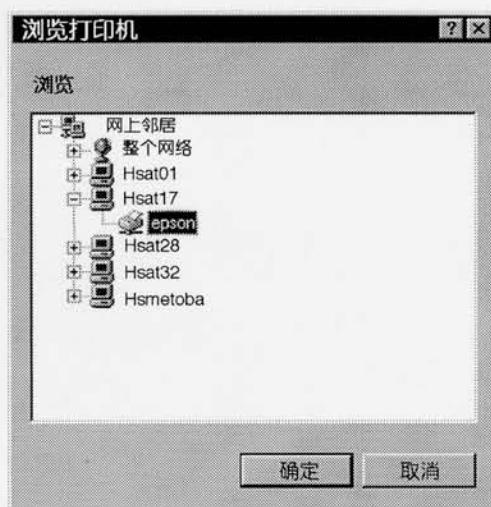 浏览打印机
浏览
网上邻居
整个网络
Hsat01
Hsat17
epson
Hsat28
Hsat32
Hsmetoba
确定
取消